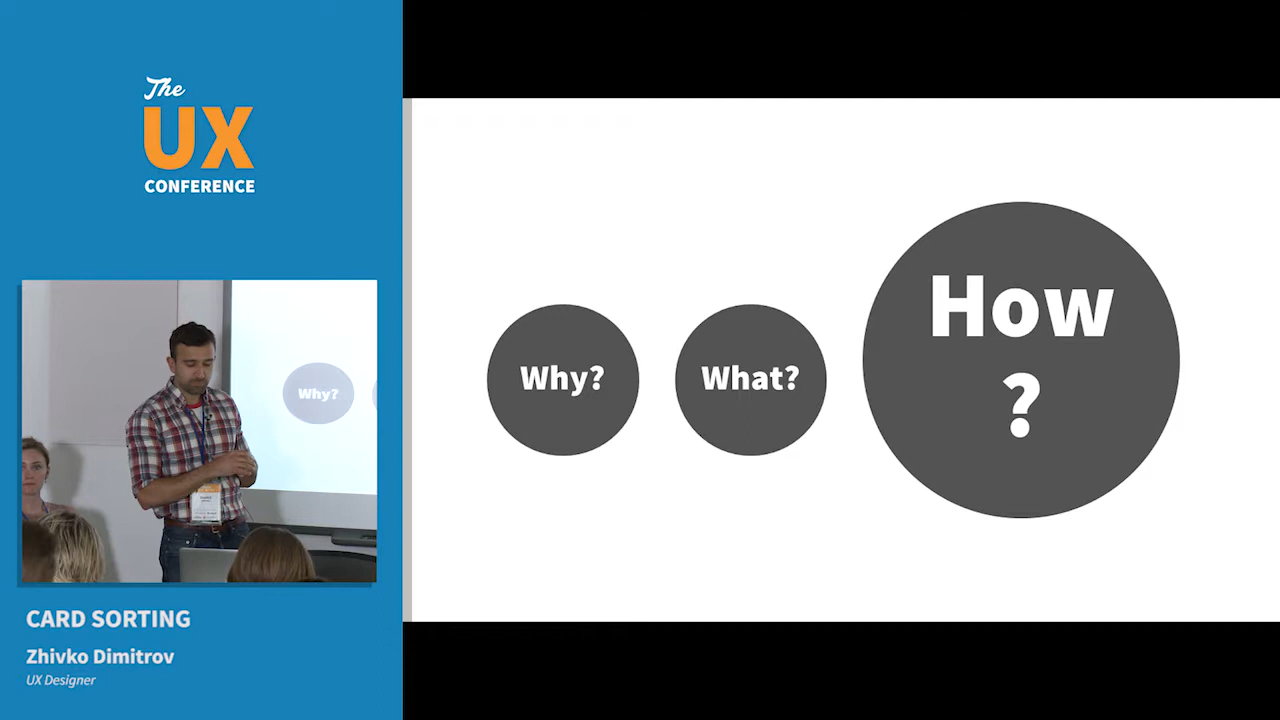 The
UX
CONFERENCE
Why?
CARD SORTING
Zhivko Dimitrov
UX Designer
Why?
What?
How
?